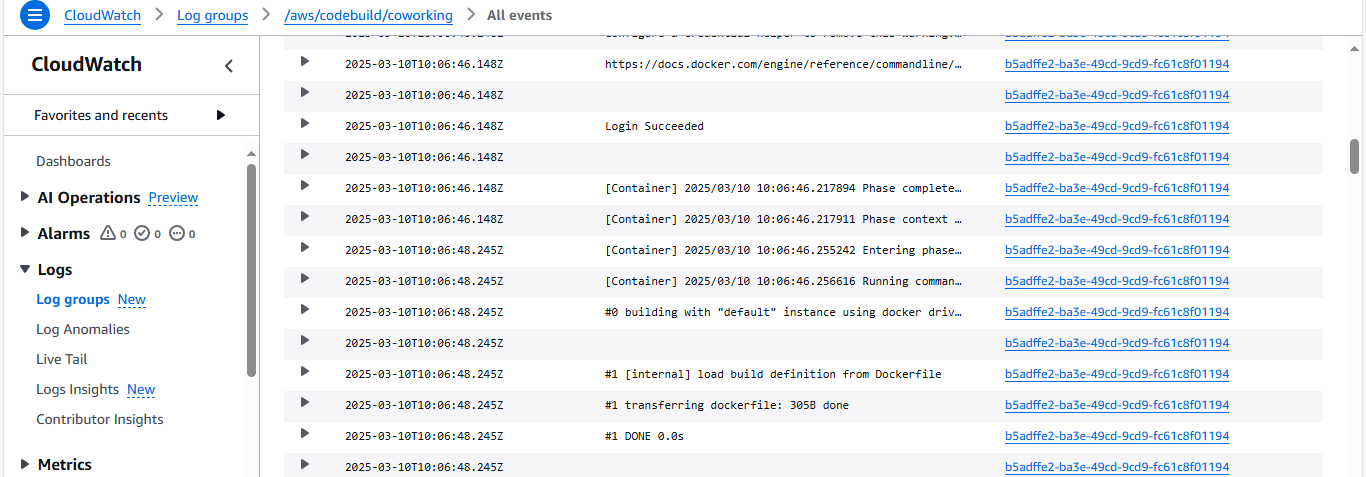 CloudWatch > Log groups > /aws/codebuild/coworking > All events
CloudWatch
Favorites and recents
Dashboards
AI Operations Preview
Alarms 0 0 0
Logs
Log groups New
Log Anomalies
Live Tail
Logs Insights New
Contributor Insights
Metrics
2025-03-10T10:06:46.148Z https://docs.docker.com/engine/reference/commandline/… b5adffe2-ba3e-49cd-9cd9-fc61c8f01194
2025-03-10T10:06:46.148Z b5adffe2-ba3e-49cd-9cd9-fc61c8f01194
2025-03-10T10:06:46.148Z Login Succeeded b5adffe2-ba3e-49cd-9cd9-fc61c8f01194
2025-03-10T10:06:46.148Z b5adffe2-ba3e-49cd-9cd9-fc61c8f01194
2025-03-10T10:06:46.148Z [Container] 2025/03/10 10:06:46.217894 Phase complete… b5adffe2-ba3e-49cd-9cd9-fc61c8f01194
2025-03-10T10:06:46.148Z [Container] 2025/03/10 10:06:46.217911 Phase context … b5adffe2-ba3e-49cd-9cd9-fc61c8f01194
2025-03-10T10:06:48.245Z [Container] 2025/03/10 10:06:46.255242 Entering phase… b5adffe2-ba3e-49cd-9cd9-fc61c8f01194
2025-03-10T10:06:48.245Z [Container] 2025/03/10 10:06:46.256616 Running comman… b5adffe2-ba3e-49cd-9cd9-fc61c8f01194
2025-03-10T10:06:48.245Z #0 building with "default" instance using docker driv… b5adffe2-ba3e-49cd-9cd9-fc61c8f01194
2025-03-10T10:06:48.245Z b5adffe2-ba3e-49cd-9cd9-fc61c8f01194
2025-03-10T10:06:48.245Z #1 [internal] load build definition from Dockerfile b5adffe2-ba3e-49cd-9cd9-fc61c8f01194
2025-03-10T10:06:48.245Z #1 transferring dockerfile: 305B done b5adffe2-ba3e-49cd-9cd9-fc61c8f01194
2025-03-10T10:06:48.245Z #1 DONE 0.0s b5adffe2-ba3e-49cd-9cd9-fc61c8f01194
2025-03-10T10:06:48.245Z b5adffe2-ba3e-49cd-9cd9-fc61c8f01194